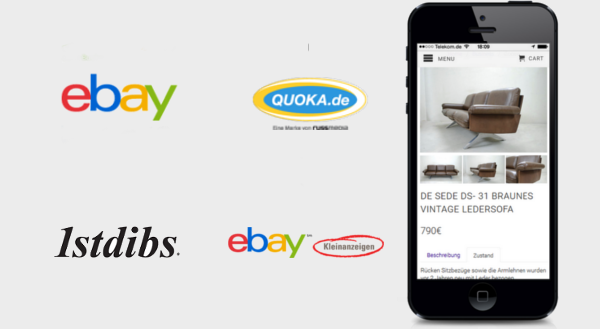 ebay
QUOKA.de
Eine Marke von russmedia
1stdibs.
ebay™ Kleinanzeigen
Telekom.de 18:09
MENU CART
DE SEDE DS- 31 BRAUNES
VINTAGE LEDERSOFA
790€
Beschreibung Zustand
Rücken Sitzbezüge sowie die Armlehnen wurden
vor 2 Jahren neu mit Leder bezogen